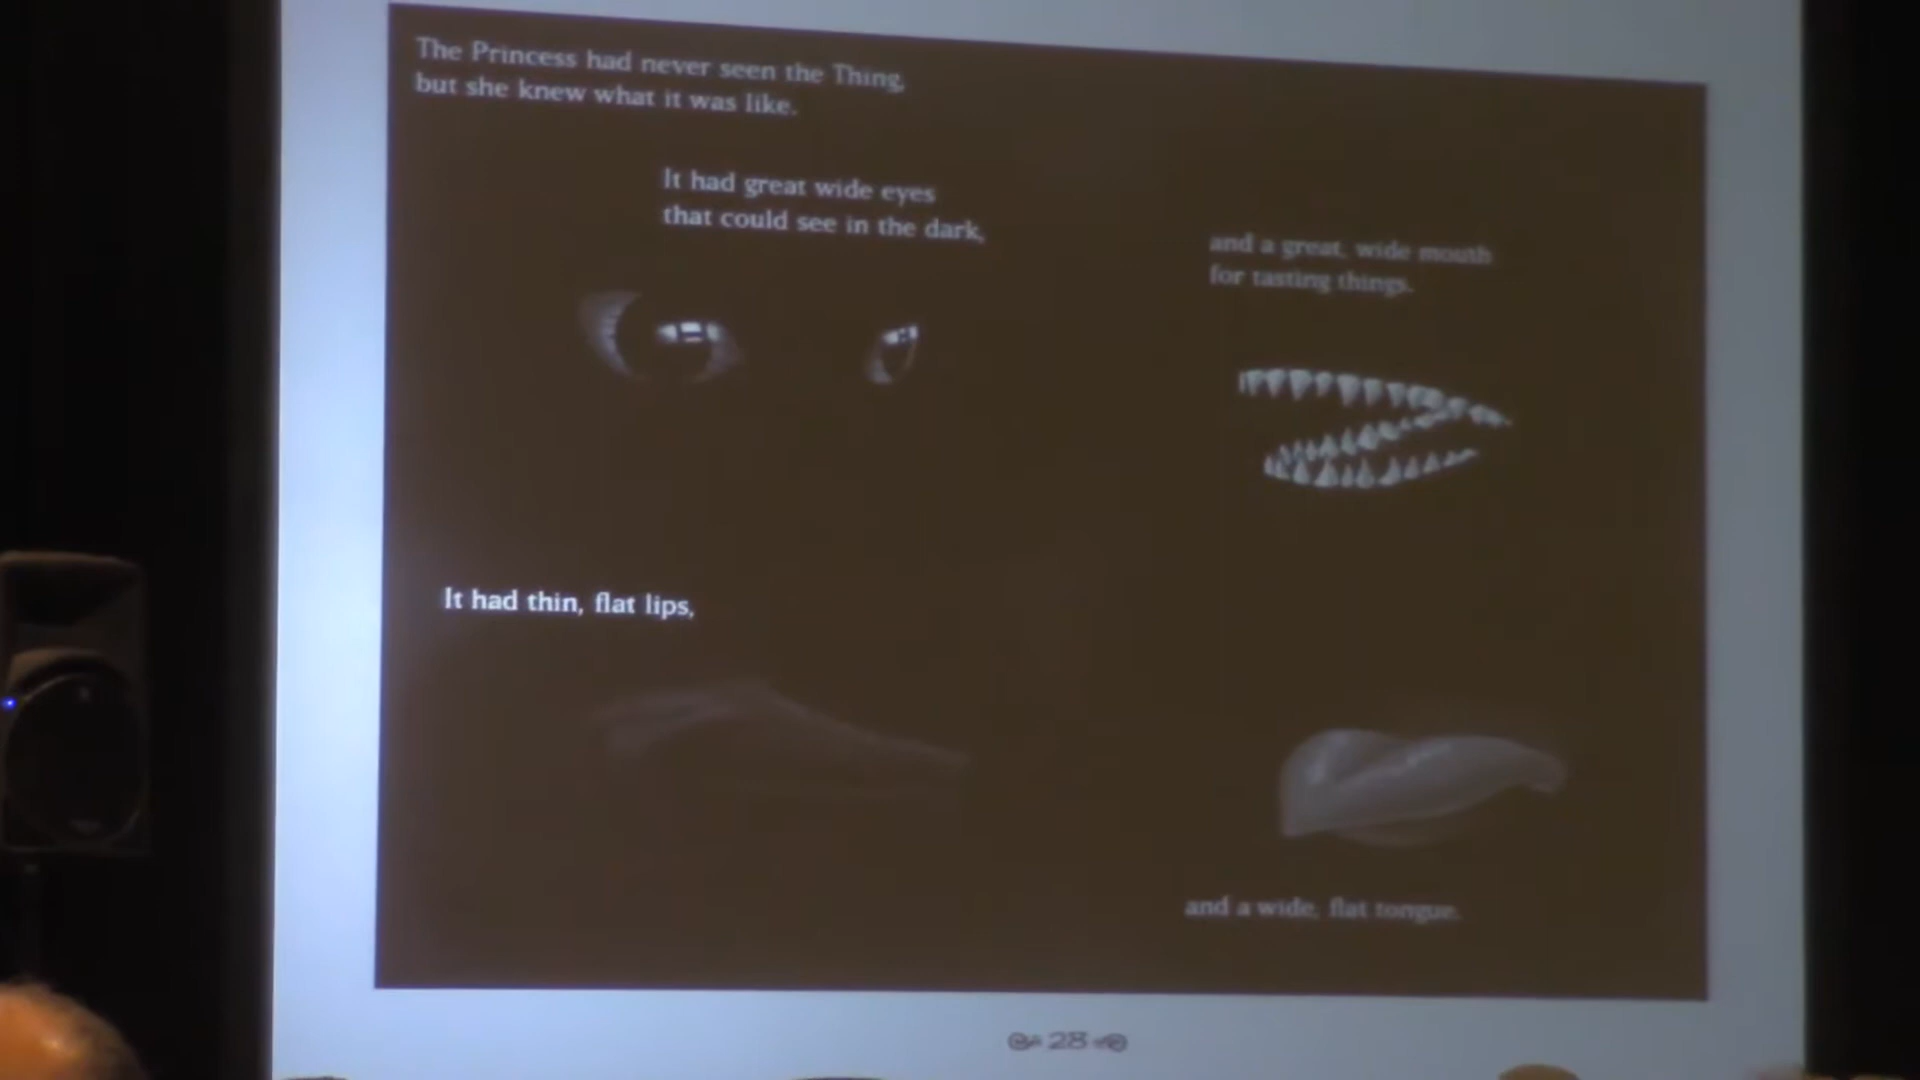 The Princess had never seen the Thing,
but she knew what it was like.
It had great wide eyes
that could see in the dark,
and a great, wide mouth
for tasting things.
It had thin, flat lips,
and a wide, flat tongue.
28